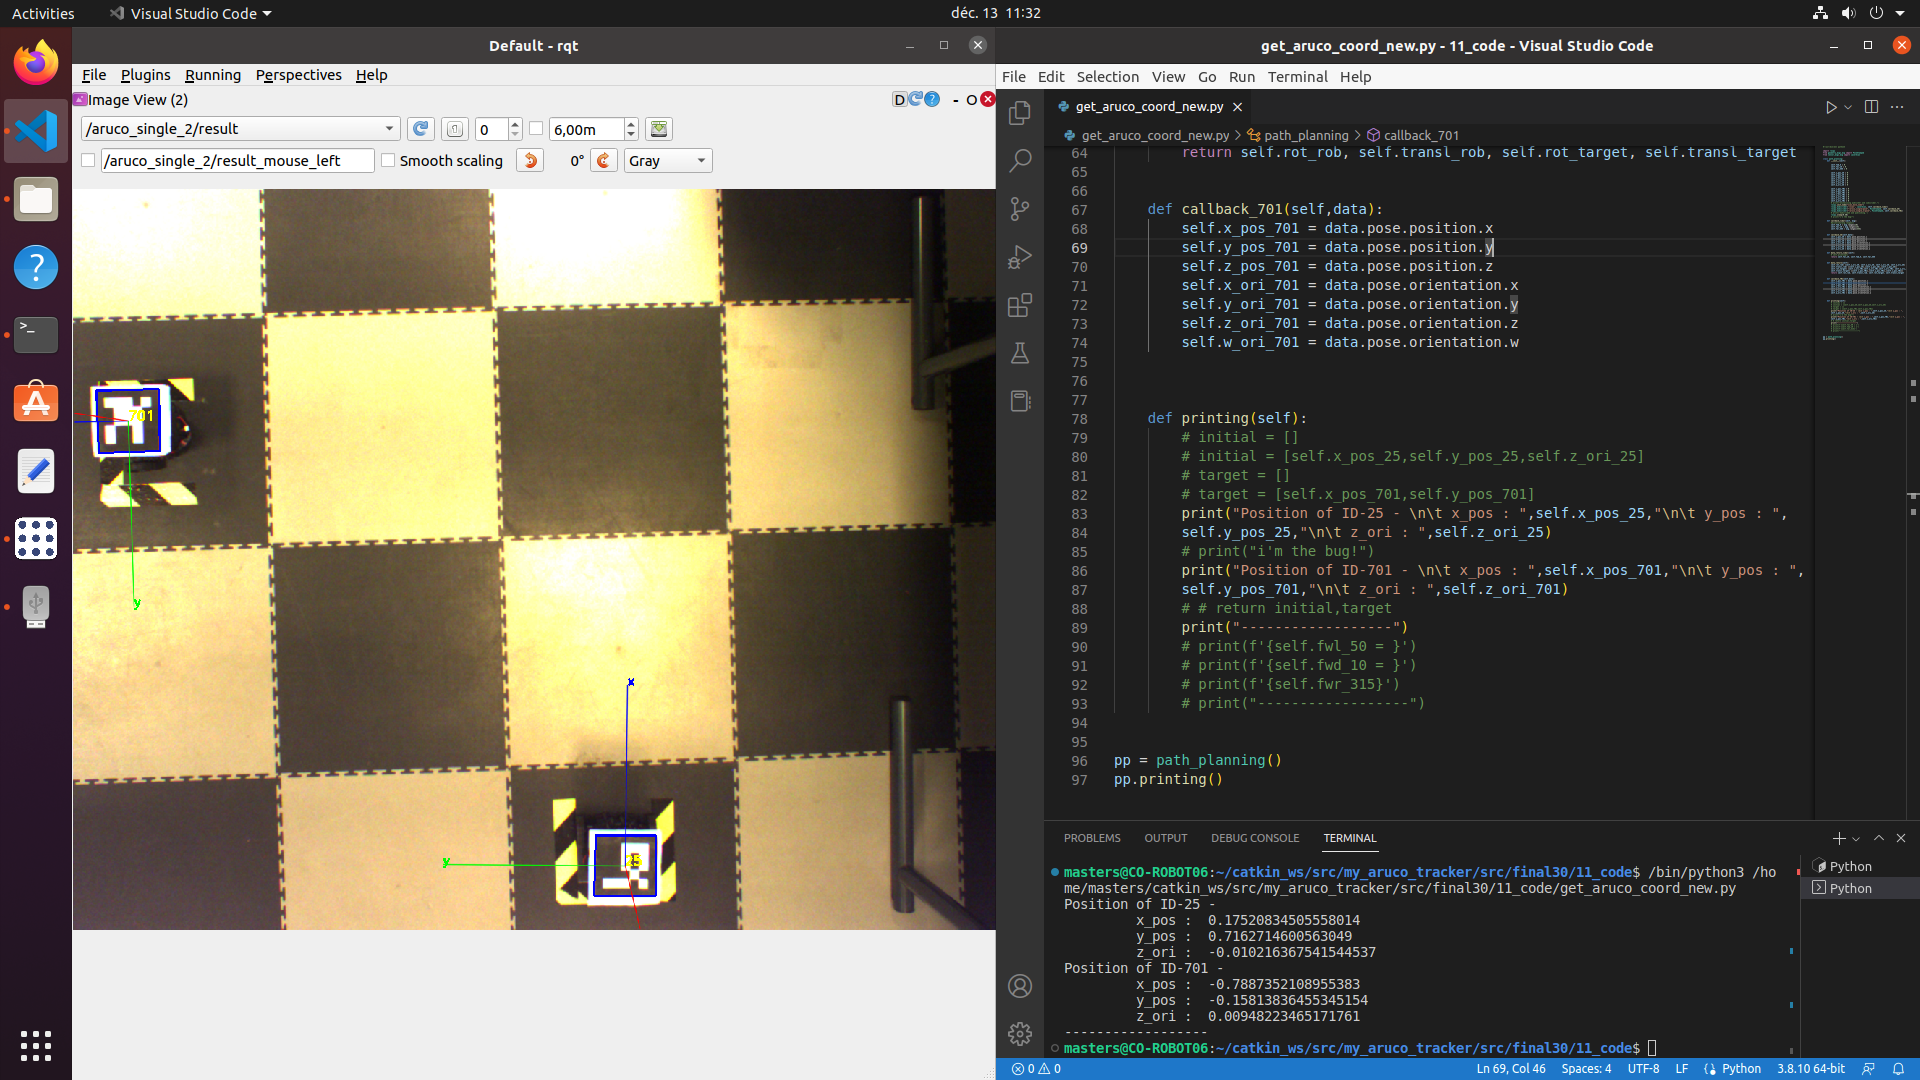 Activities
Visual Studio Code
déc. 13 11:32
Default - rqt
File Plugins Running Perspectives Help
Image View (2)
D
- O
/aruco_single_2/result
0
6,00m
/aruco_single_2/result_mouse_left
Smooth scaling
0°
Gray
701
y
x
y
25
get_aruco_coord_new.py - 11_code - Visual Studio Code
File Edit Selection View Go Run Terminal Help
get_aruco_coord_new.py
get_aruco_coord_new.py > path_planning > callback_701
64 return self.rot_rob, self.transl_rob, self.rot_target, self.transl_target
65
66
67 def callback_701(self,data):
68 self.x_pos_701 = data.pose.position.x
69 self.y_pos_701 = data.pose.position.y
70 self.z_pos_701 = data.pose.position.z
71 self.x_ori_701 = data.pose.orientation.x
72 self.y_ori_701 = data.pose.orientation.y
73 self.z_ori_701 = data.pose.orientation.z
74 self.w_ori_701 = data.pose.orientation.w
75
76
77
78 def printing(self):
79 # initial = []
80 # initial = [self.x_pos_25,self.y_pos_25,self.z_ori_25]
81 # target = []
82 # target = [self.x_pos_701,self.y_pos_701]
83 print("Position of ID-25 - \n\t x_pos : ",self.x_pos_25,"\n\t y_pos : ",
84 self.y_pos_25,"\n\t z_ori : ",self.z_ori_25)
85 # print("i'm the bug!")
86 print("Position of ID-701 - \n\t x_pos : ",self.x_pos_701,"\n\t y_pos : ",
87 self.y_pos_701,"\n\t z_ori : ",self.z_ori_701)
88 # # return initial,target
89 print("------------------")
90 # print(f'{self.fwl_50 = }')
91 # print(f'{self.fwd_10 = }')
92 # print(f'{self.fwr_315}')
93 # print("------------------")
94
95
96 pp = path_planning()
97 pp.printing()
PROBLEMS OUTPUT DEBUG CONSOLE TERMINAL
Python
Python
masters@CO-ROBOT06:~/catkin_ws/src/my_aruco_tracker/src/final30/11_code$ /bin/python3 /ho
me/masters/catkin_ws/src/my_aruco_tracker/src/final30/11_code/get_aruco_coord_new.py
Position of ID-25 -
x_pos : 0.17520834505558014
y_pos : 0.7162714600563049
z_ori : -0.010216367541544537
Position of ID-701 -
x_pos : -0.7887352108955383
y_pos : -0.15813836455345154
z_ori : 0.00948223465171761
------------------
masters@CO-ROBOT06:~/catkin_ws/src/my_aruco_tracker/src/final30/11_code$
0 0
Ln 69, Col 46 Spaces: 4 UTF-8 LF Python 3.8.10 64-bit